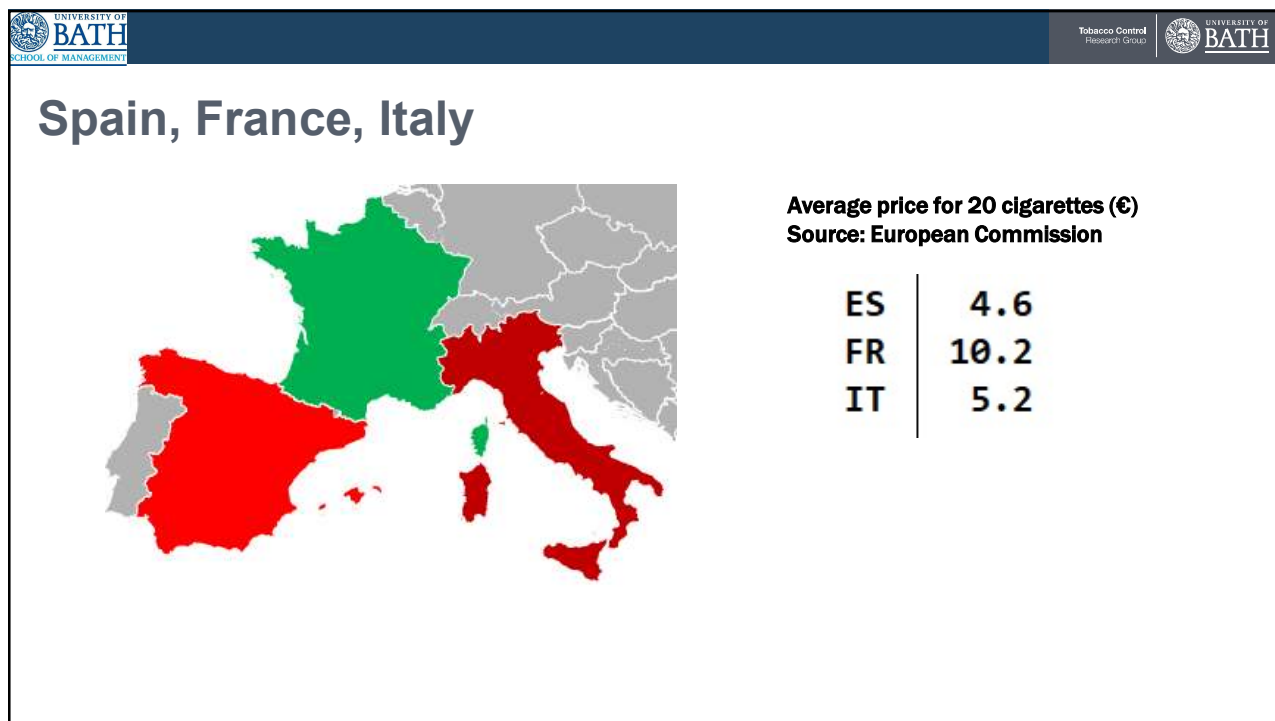 UNIVERSITY OF
BATH
SCHOOL OF MANAGEMENT
Tobacco Control
Research Group
UNIVERSITY OF
BATH
Spain, France, Italy
Average price for 20 cigarettes (€)
Source: European Commission
ES 4.6
FR 10.2
IT 5.2